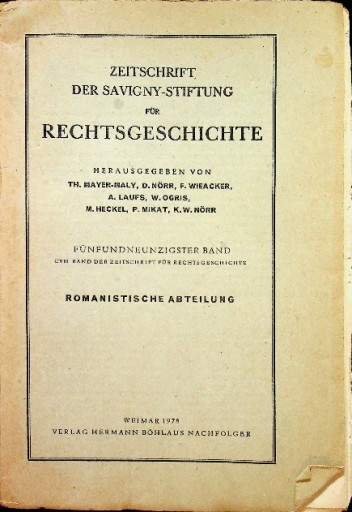 ZEITSCHRIFT
DER SAVIGNY-STIFTUNG
FÜR
RECHTSGESCHICHTE
HERAUSGEGEBEN VON
TH. MAYER-MALY, D. NÖRR, F. WIEACKER,
A. LAUFS, W. OGRIS,
M. HECKEL, P. MIKAT, K. W. NÖRR
FÜNFUNDNEUNZIGSTER BAND
CVIII. BAND DER ZEITSCHRIFT FÜR RECHTSGESCHICHTE
ROMANISTISCHE ABTEILUNG
WEIMAR 1978
VERLAG HERMANN BÖHLAUS NACHFOLGER